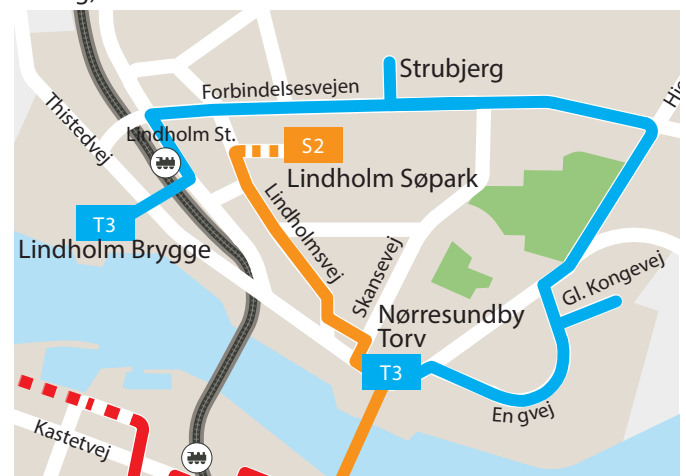 Strubjerg
Forbindelsesvejen
Thistedvej
Lindholm St.
S2
Lindholm Søpark
T3
Lindholm Brygge
Lindholmsvej
Skansevej
Gl. Kongevej
Nørresundby
Torv
T3
En gvej
Kastetvej